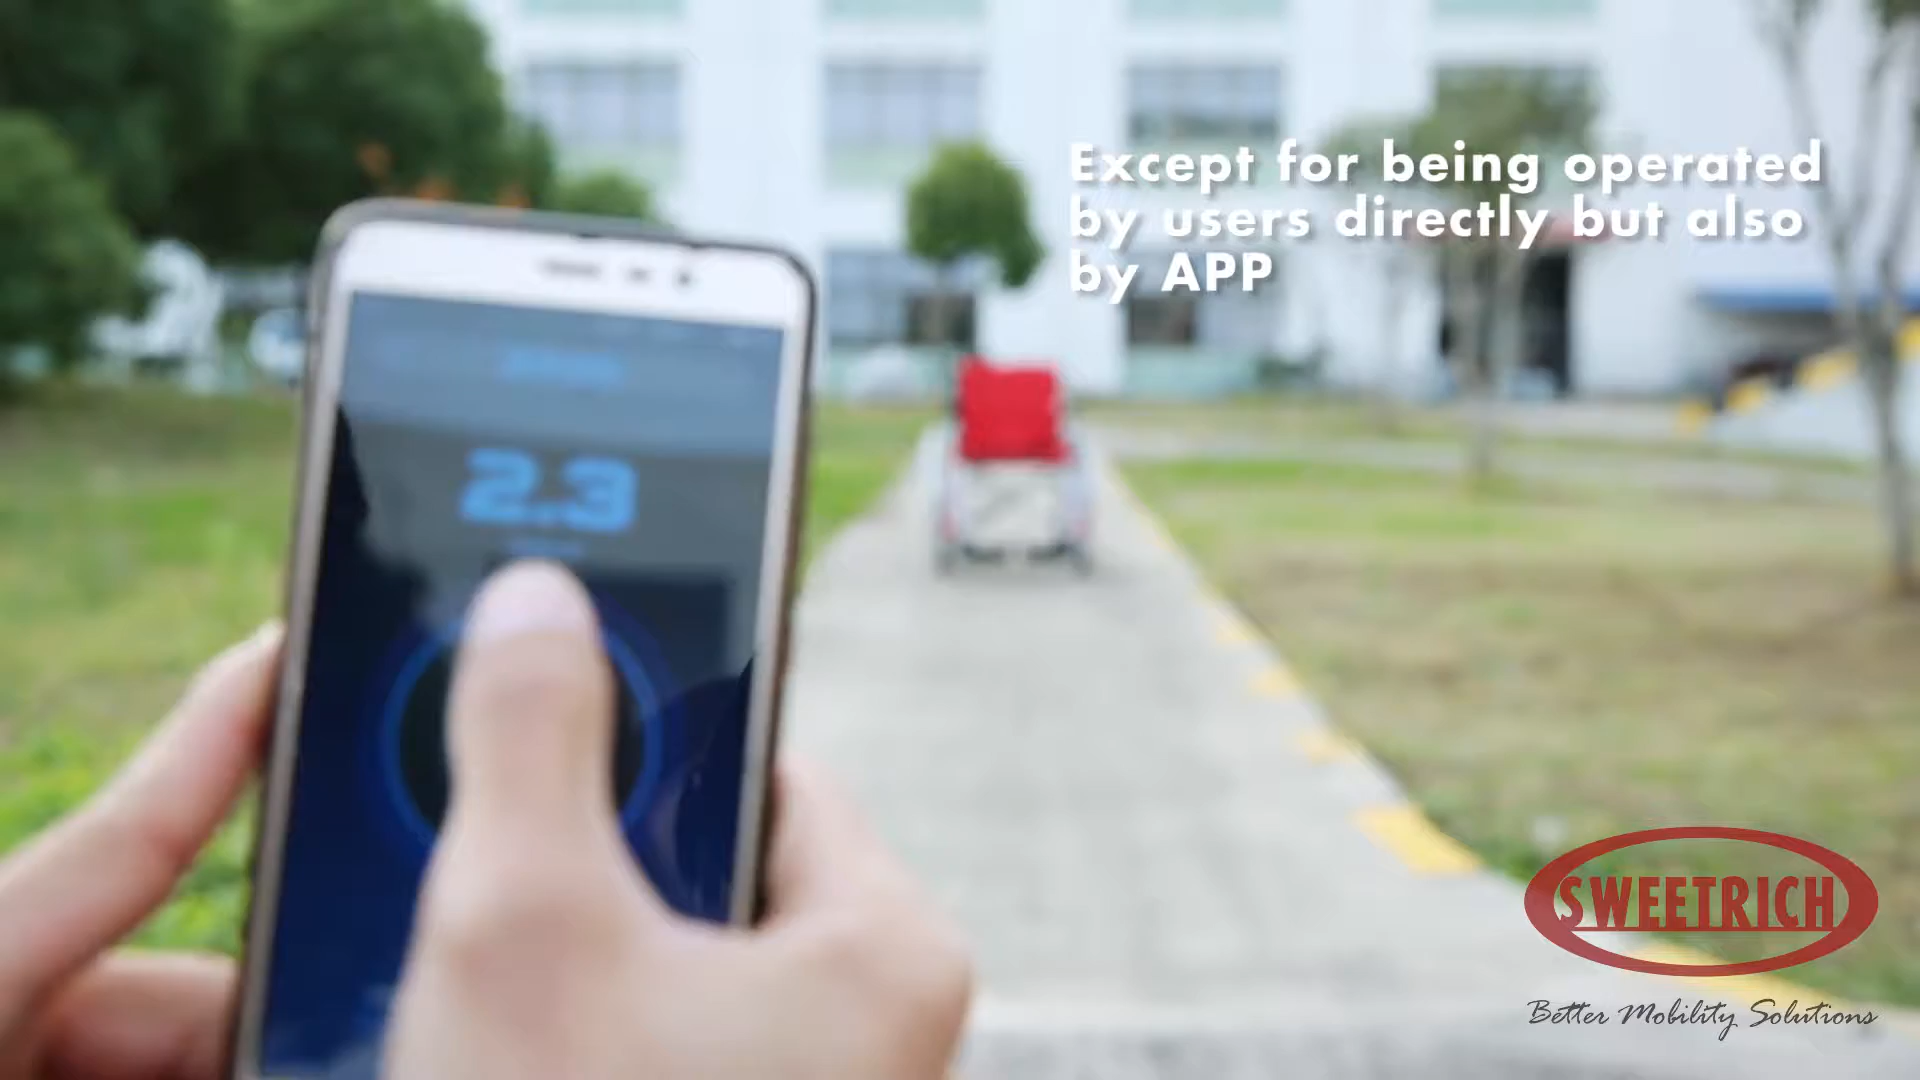 Except for being operated
by users directly but also
by APP
2.3
SWEETRICH
Better Mobility Solutions